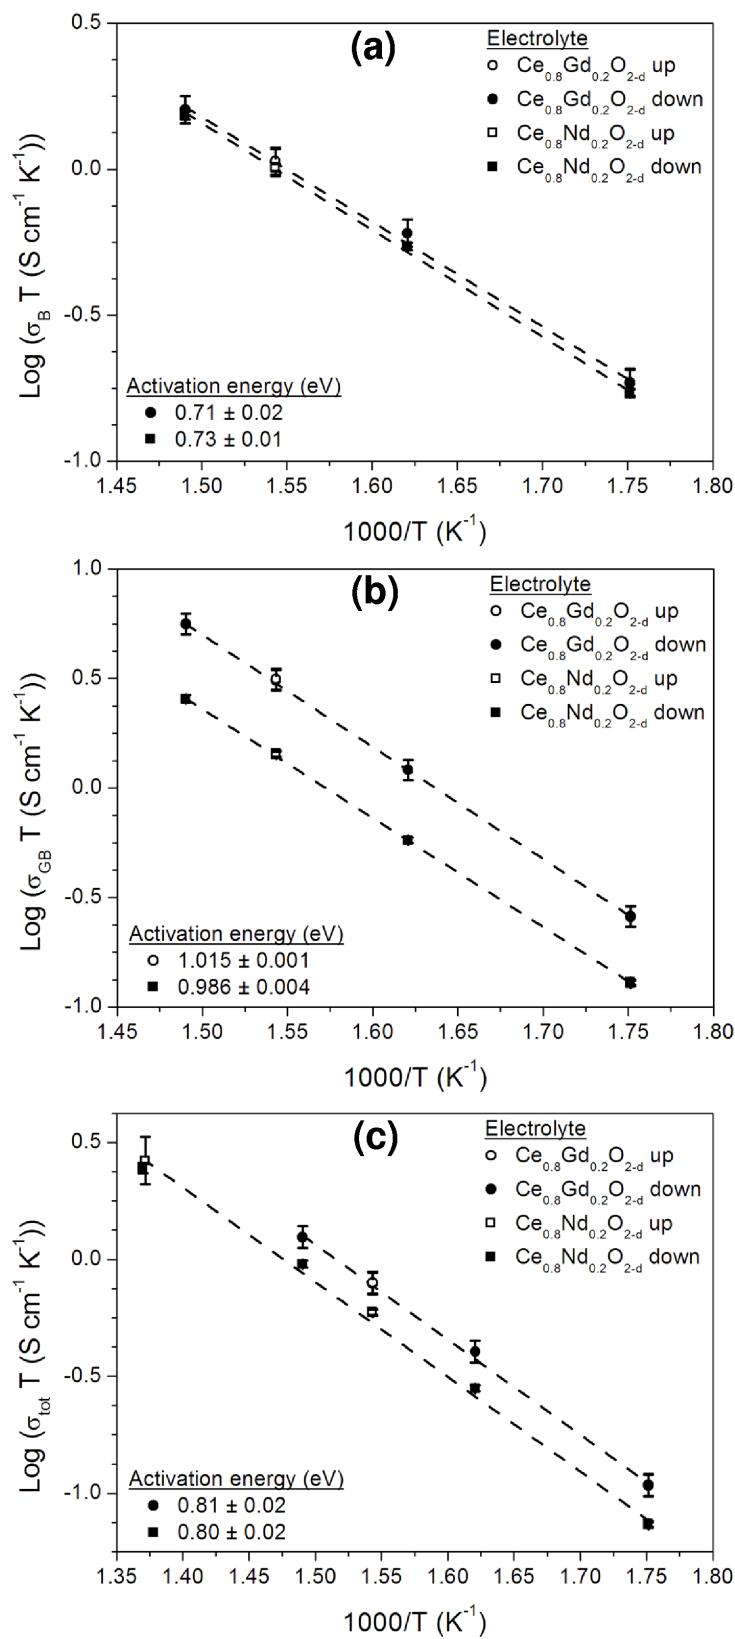 (a)
Electrolyte
Ce0.8Gd0.2O2-d up
Ce0.8Gd0.2O2-d down
Ce0.8Nd0.2O2-d up
Ce0.8Nd0.2O2-d down
0.5
0.0
-0.5
-1.0
Log (σB T (S cm-1 K-1))
Activation energy (eV)
0.71 ± 0.02
0.73 ± 0.01
1.45 1.50 1.55 1.60 1.65 1.70 1.75 1.80
1000/T (K-1)
(b)
Electrolyte
Ce0.8Gd0.2O2-d up
Ce0.8Gd0.2O2-d down
Ce0.8Nd0.2O2-d up
Ce0.8Nd0.2O2-d down
1.0
0.5
0.0
-0.5
-1.0
Log (σGB T (S cm-1 K-1))
Activation energy (eV)
1.015 ± 0.001
0.986 ± 0.004
1.45 1.50 1.55 1.60 1.65 1.70 1.75 1.80
1000/T (K-1)
(c)
Electrolyte
Ce0.8Gd0.2O2-d up
Ce0.8Gd0.2O2-d down
Ce0.8Nd0.2O2-d up
Ce0.8Nd0.2O2-d down
0.5
0.0
-0.5
-1.0
Log (σtot T (S cm-1 K-1))
Activation energy (eV)
0.81 ± 0.02
0.80 ± 0.02
1.35 1.40 1.45 1.50 1.55 1.60 1.65 1.70 1.75 1.80
1000/T (K-1)